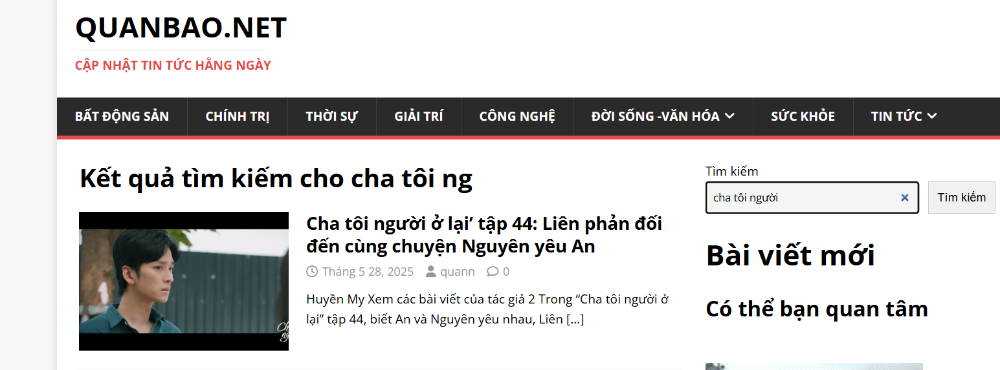 QUANBAO.NET
CẬP NHẬT TIN TỨC HẰNG NGÀY
BẤT ĐỘNG SẢN
CHÍNH TRỊ
THỜI SỰ
GIẢI TRÍ
CÔNG NGHỆ
ĐỜI SỐNG -VĂN HÓA
SỨC KHỎE
TIN TỨC
Kết quả tìm kiếm cho cha tôi ng
Cha tôi người ở lại’ tập 44: Liên phản đối
đến cùng chuyện Nguyên yêu An
Tháng 5 28, 2025 quann 0
Huyền My Xem các bài viết của tác giả 2 Trong “Cha tôi người ở
lại” tập 44, biết An và Nguyên yêu nhau, Liên [...]
Tìm kiếm
cha tôi người
Tìm kiếm
Bài viết mới
Có thể bạn quan tâm